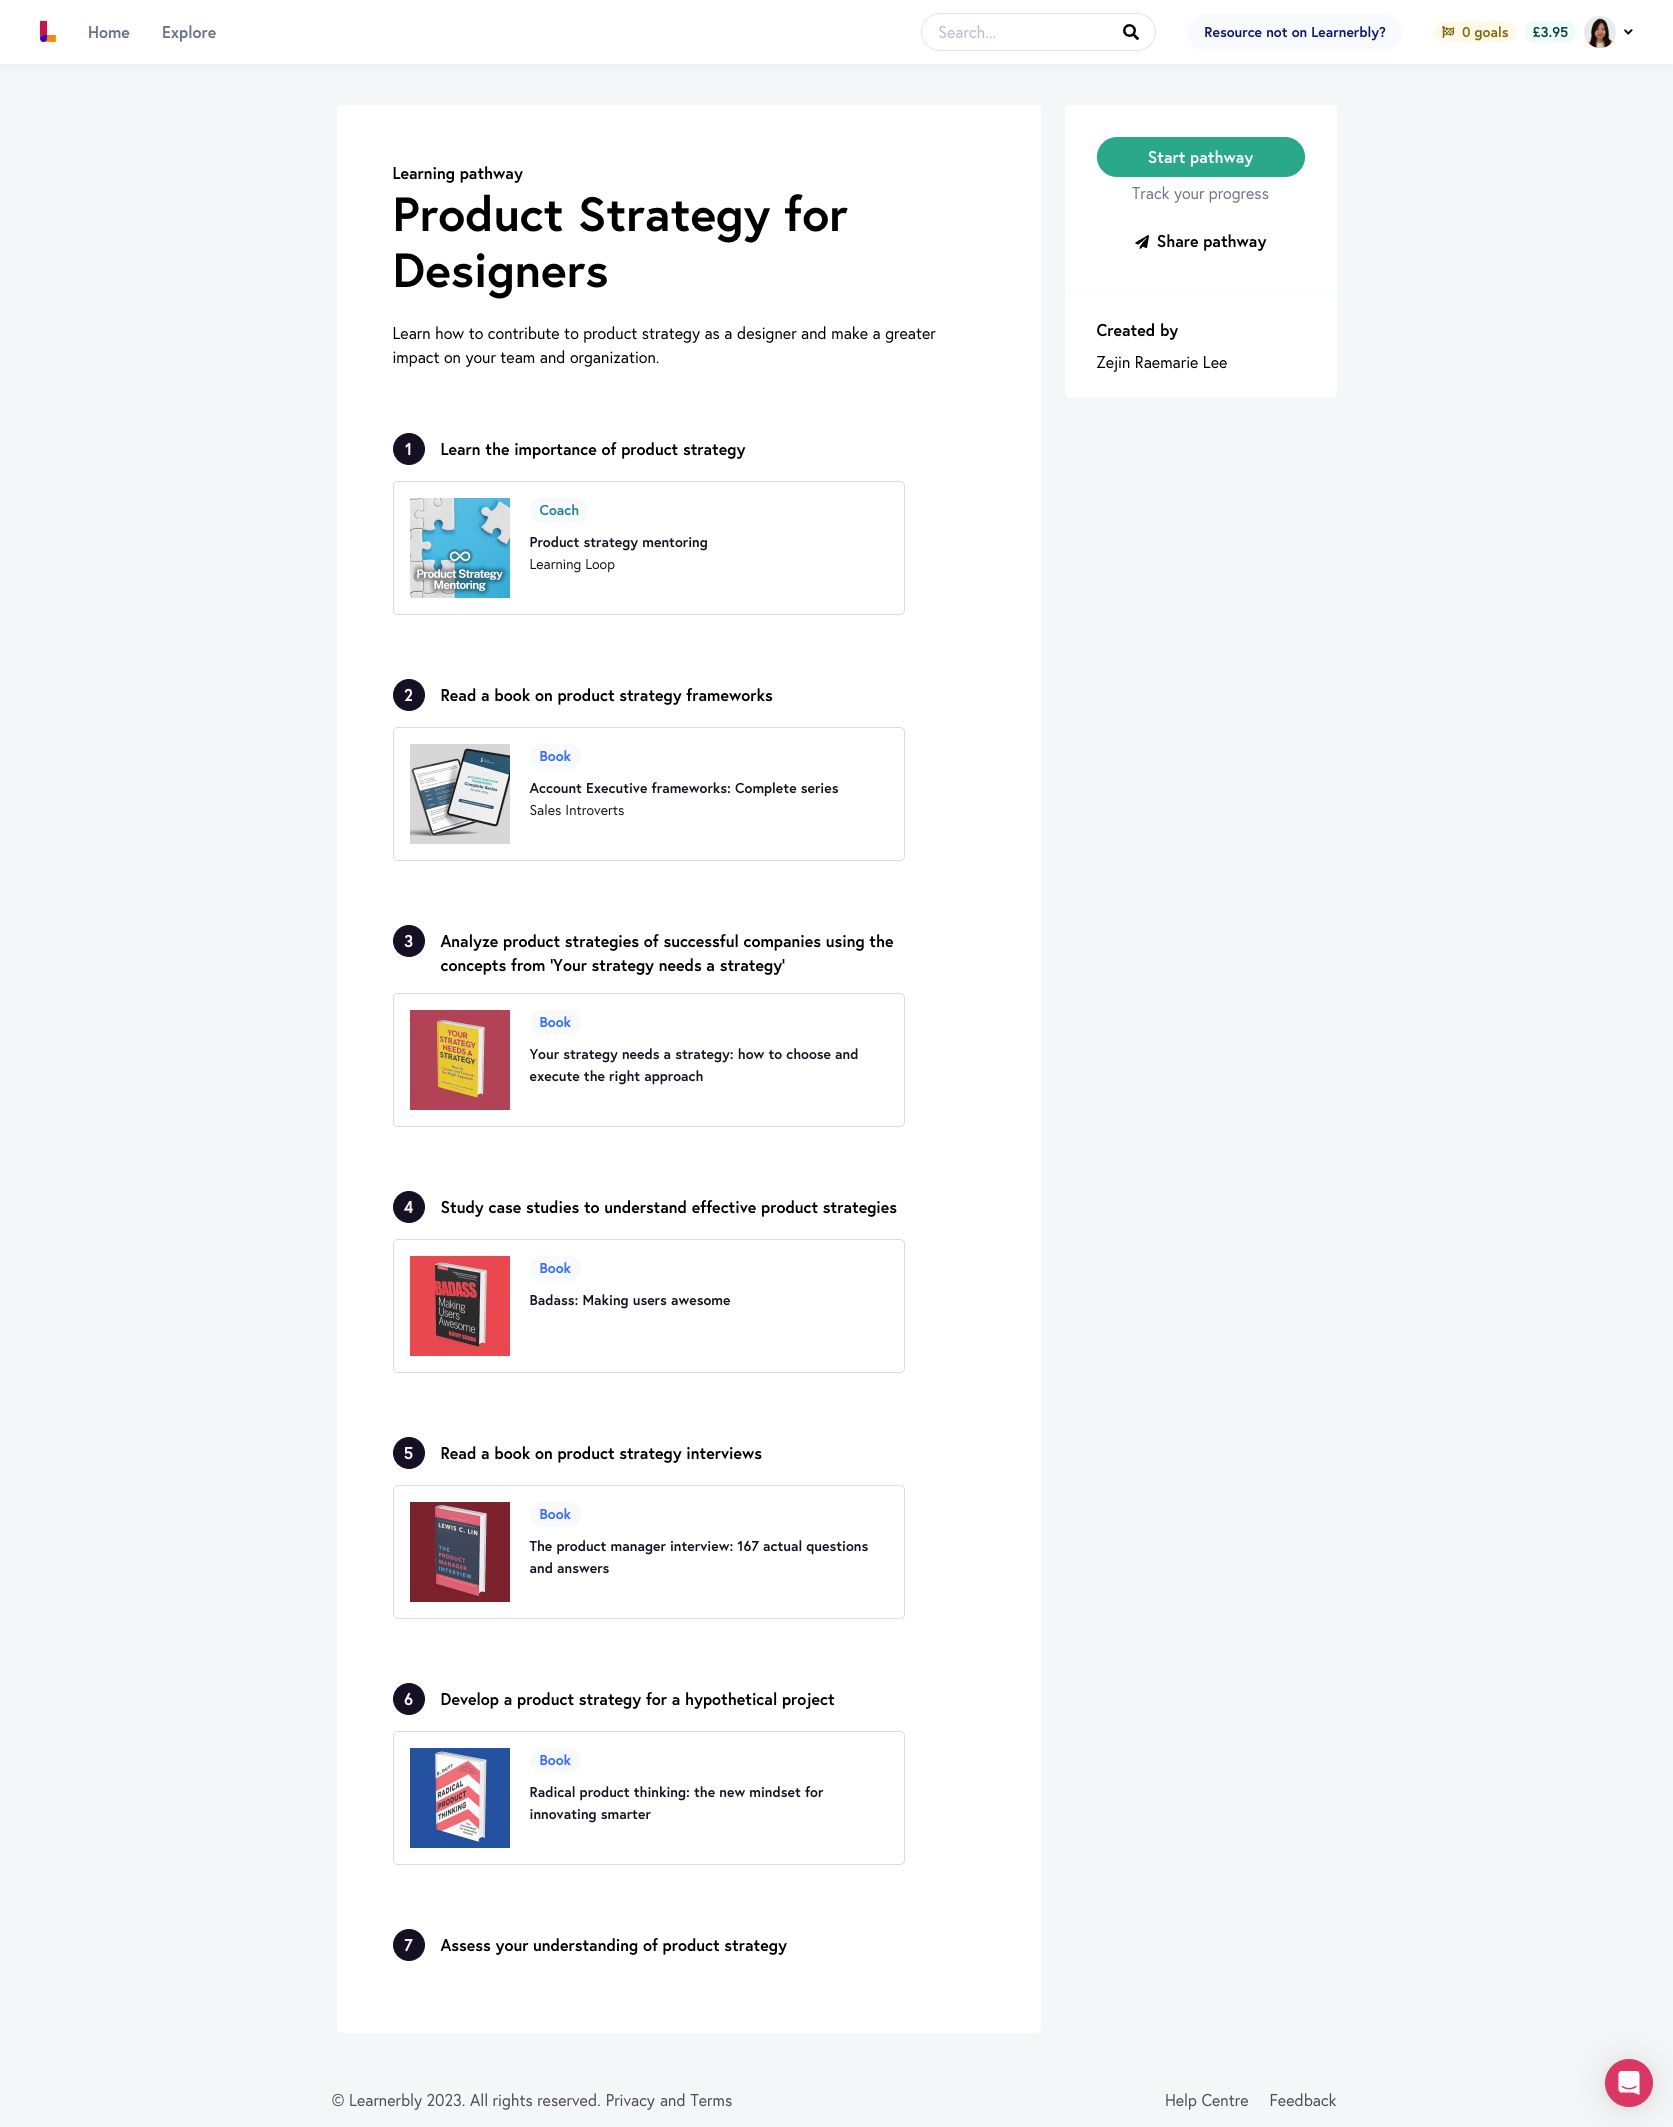 Home
Explore
Search...
Resource not on Learnerbly?
0 goals
£3.95
Learning pathway
Product Strategy for
Designers
Learn how to contribute to product strategy as a designer and make a greater
impact on your team and organization.
Start pathway
Track your progress
Share pathway
Created by
Zejin Raemarie Lee
1 Learn the importance of product strategy
Product Strategy
Mentoring
Coach
Product strategy mentoring
Learning Loop
2 Read a book on product strategy frameworks
Complete Series
Book
Account Executive frameworks: Complete series
Sales Introverts
3 Analyze product strategies of successful companies using the
concepts from 'Your strategy needs a strategy'
YOUR
STRATEGY
NEEDS A
STRATEGY
Book
Your strategy needs a strategy: how to choose and
execute the right approach
4 Study case studies to understand effective product strategies
BADASS
Making
Users
Awesome
KATHY SIERRA
Book
Badass: Making users awesome
5 Read a book on product strategy interviews
LEWIS C. LIN
THE
PRODUCT
MANAGER
INTERVIEW
Book
The product manager interview: 167 actual questions
and answers
6 Develop a product strategy for a hypothetical project
R. DUTT
RADICAL
PRODUCT
THINKING
Book
Radical product thinking: the new mindset for
innovating smarter
7 Assess your understanding of product strategy
© Learnerbly 2023. All rights reserved. Privacy and Terms
Help Centre
Feedback